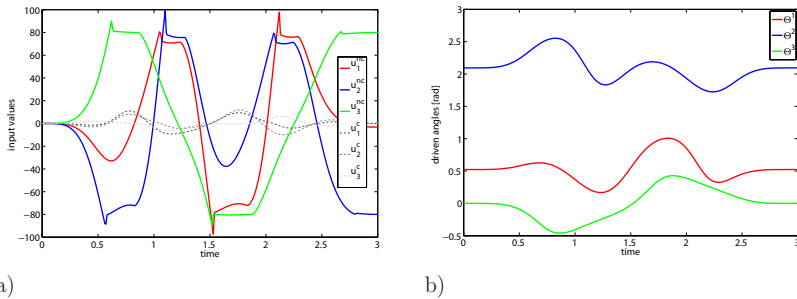 100
80
60
40
20
0
−20
−40
−60
−80
−100
0
0.5
1
1.5
2
2.5
3
input values
time
u₁ⁿᶜ
u₂ⁿᶜ
u₃ⁿᶜ
u₁ᶜ
u₂ᶜ
u₃ᶜ
a)
3
2.5
2
1.5
1
0.5
0
-0.5
0
0.5
1
1.5
2
2.5
3
driven angles [rad]
time
Θ¹
Θ²
Θ³
b)